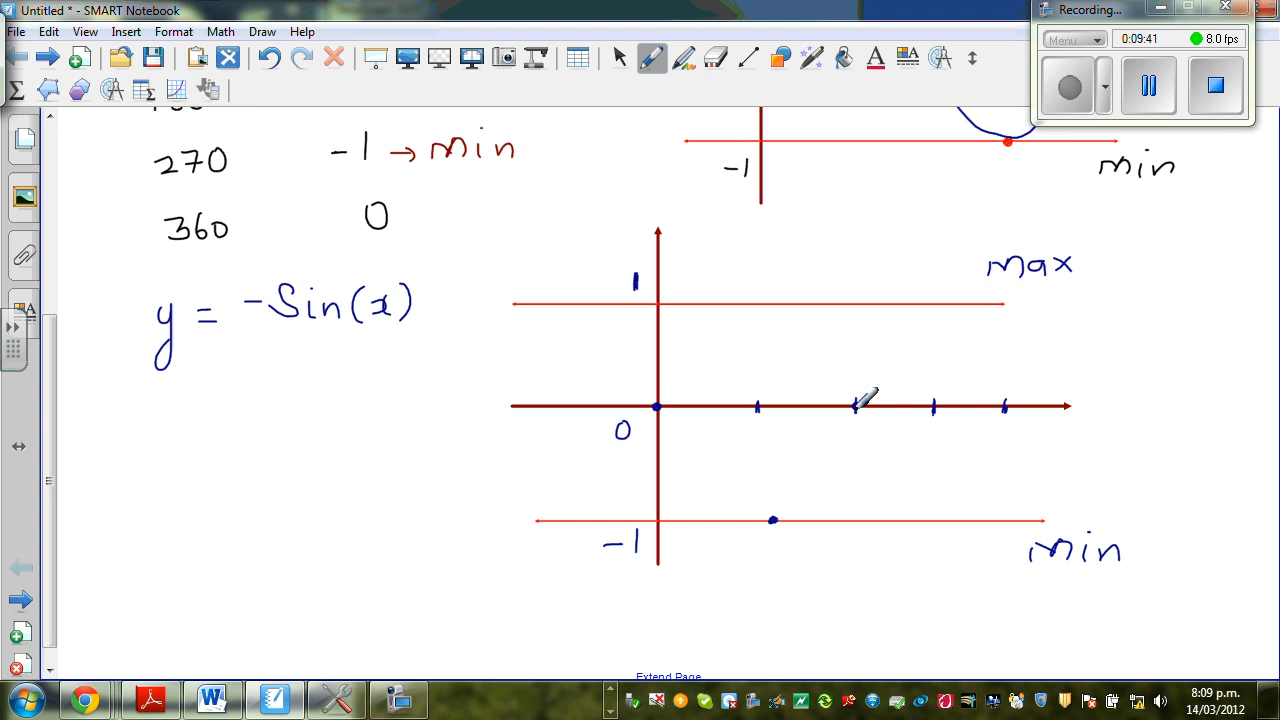 Untitled * - SMART Notebook
File Edit View Insert Format Math Draw Help
Recording...
Menu 0:09:41 8.0 fps
270 -1 → min
360 0
-1 min
y = -Sin(x)
1 max
0
-1 min
Extend Page
8:09 p.m.
14/03/2012